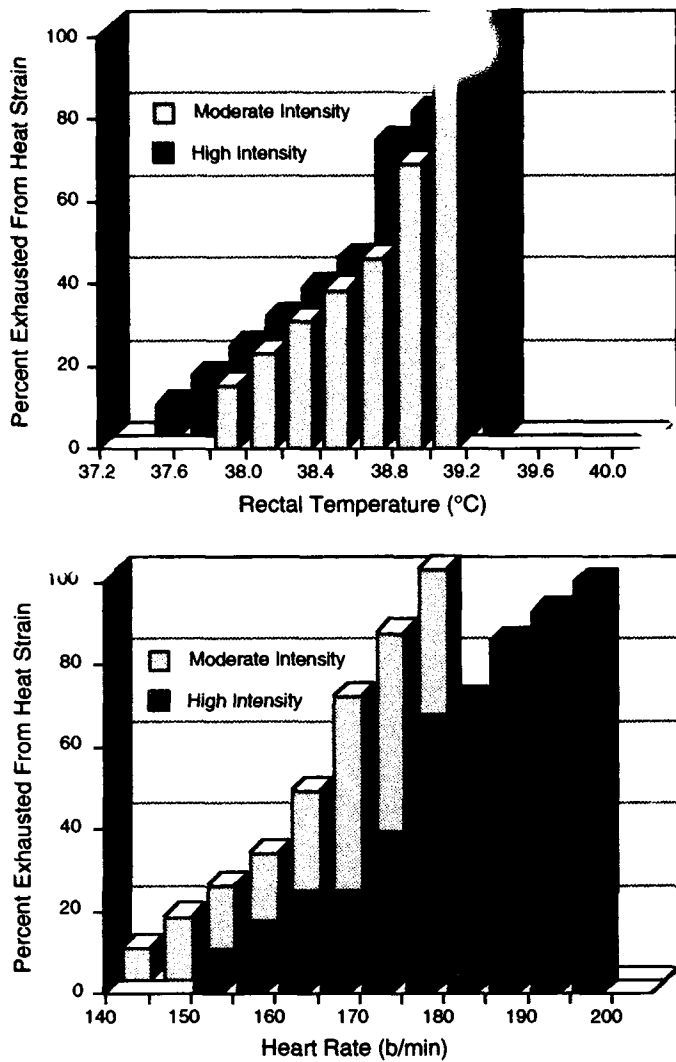 Percent Exhausted From Heat Strain
100
80
60
40
20
0
Moderate Intensity
High Intensity
37.2 37.6 38.0 38.4 38.8 39.2 39.6 40.0
Rectal Temperature (°C)
Percent Exhausted From Heat Strain
100
80
60
40
20
0
Moderate Intensity
High Intensity
140 150 160 170 180 190 200
Heart Rate (b/min)